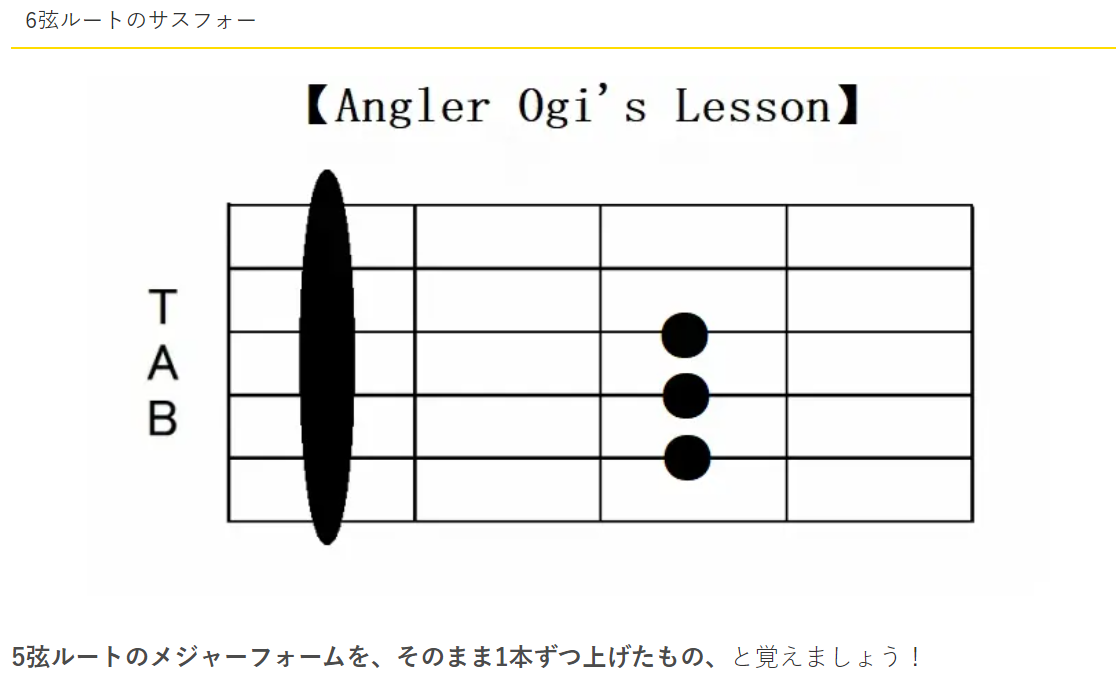 6弦ルートのサスフォー
【Angler Ogi's Lesson】
T
A
B
5弦ルートのメジャーフォームを、そのまま1本ずつ上げたもの、と覚えましょう！